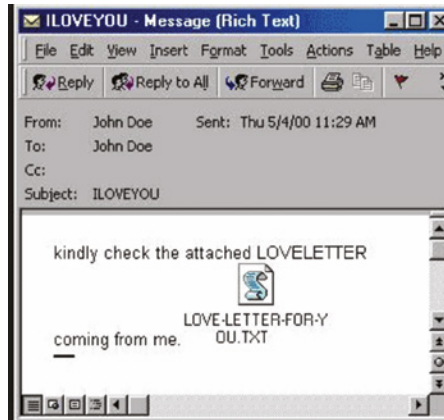 ILOVEYOU - Message (Rich Text)
File Edit View Insert Format Tools Actions Table Help
Reply Reply to All Forward
From: John Doe Sent: Thu 5/4/00 11:29 AM
To: John Doe
Cc:
Subject: ILOVEYOU
kindly check the attached LOVELETTER
LOVE-LETTER-FOR-Y
OU.TXT
coming from me.